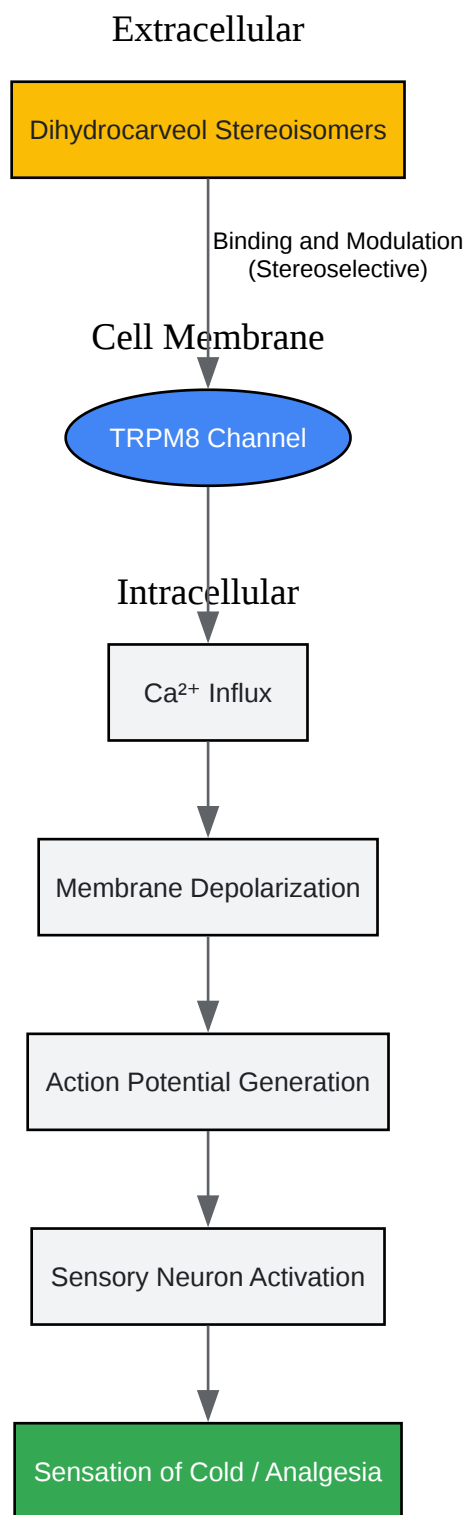 Extracellular
Dihydrocarveol Stereoisomers
Binding and Modulation
(Stereoselective)
Cell Membrane
TRPM8 Channel
Intracellular
Ca²⁺ Influx
Membrane Depolarization
Action Potential Generation
Sensory Neuron Activation
Sensation of Cold / Analgesia